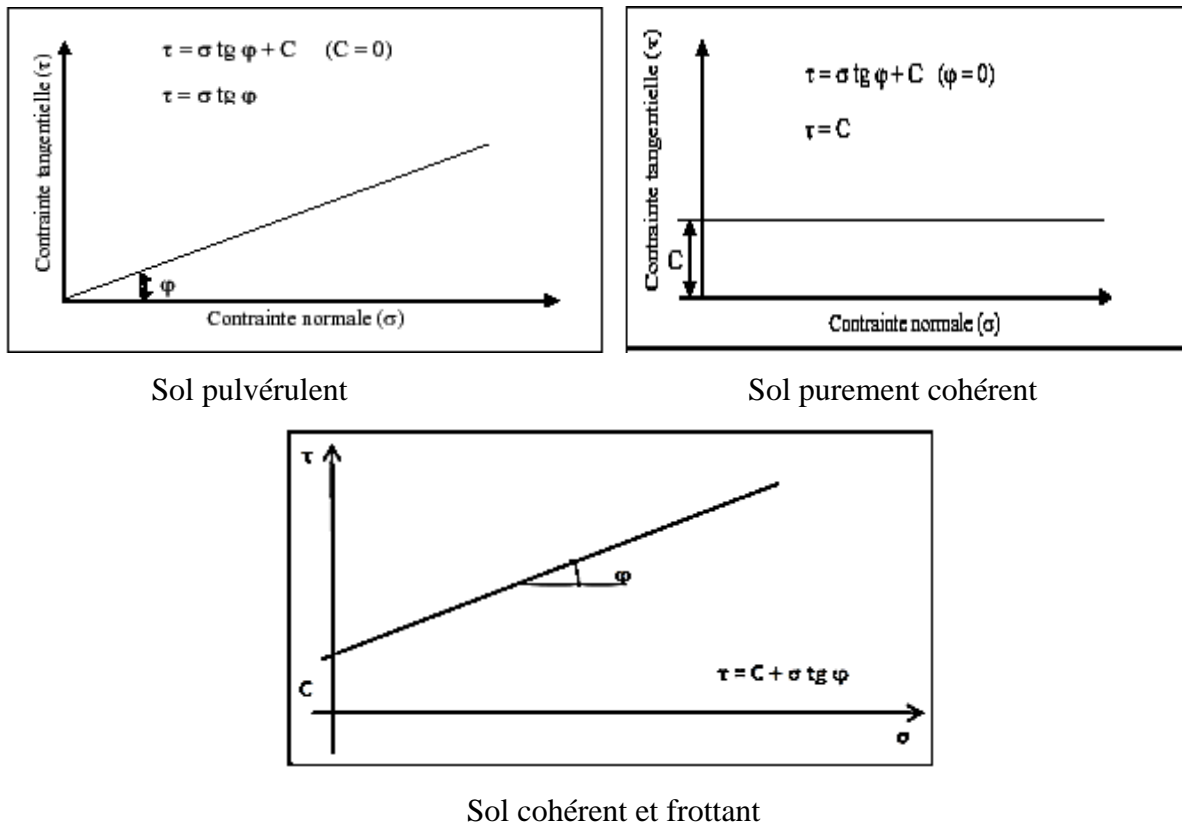 τ = σ tg φ + C (C = 0)
τ = σ tg φ
Contrainte tangentielle (τ)
φ
Contrainte normale (σ)
τ = σ tg φ + C (φ = 0)
τ = C
Contrainte tangentielle (τ)
C
Contrainte normale (σ)
Sol pulvérulent
Sol purement cohérent
τ
φ
C
τ = C + σ tg φ
σ
Sol cohérent et frottant